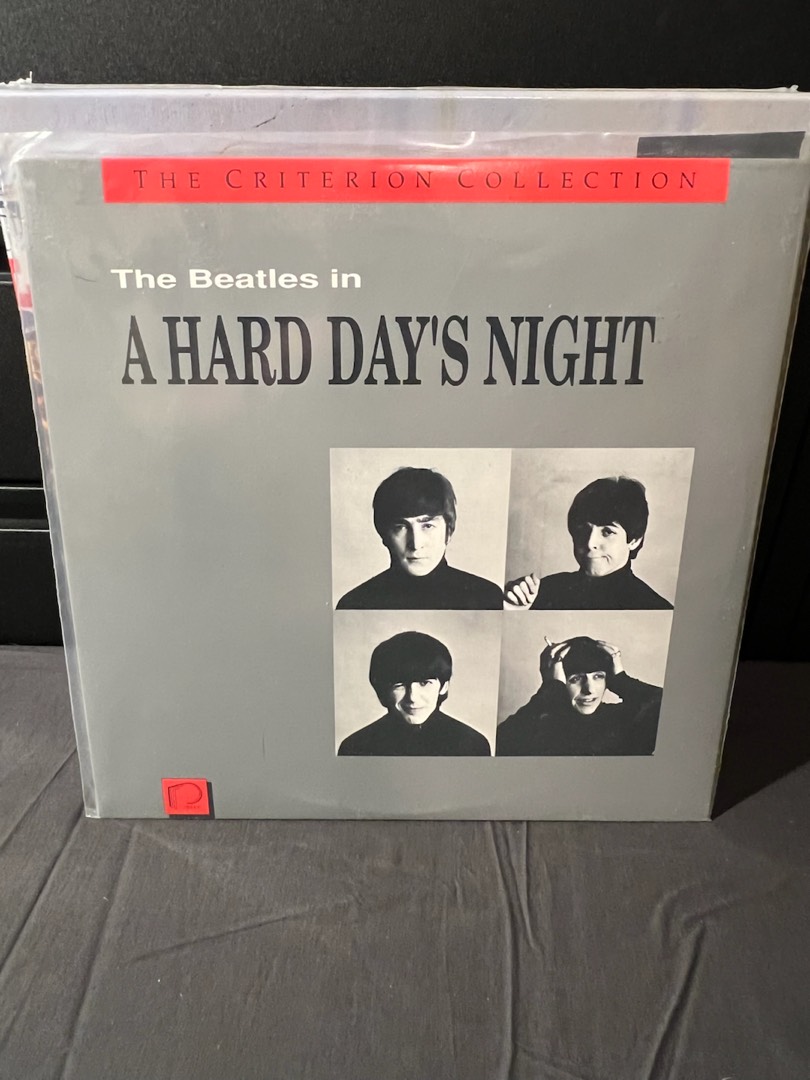 THE CRITERION COLLECTION
The Beatles in
A HARD DAY'S NIGHT